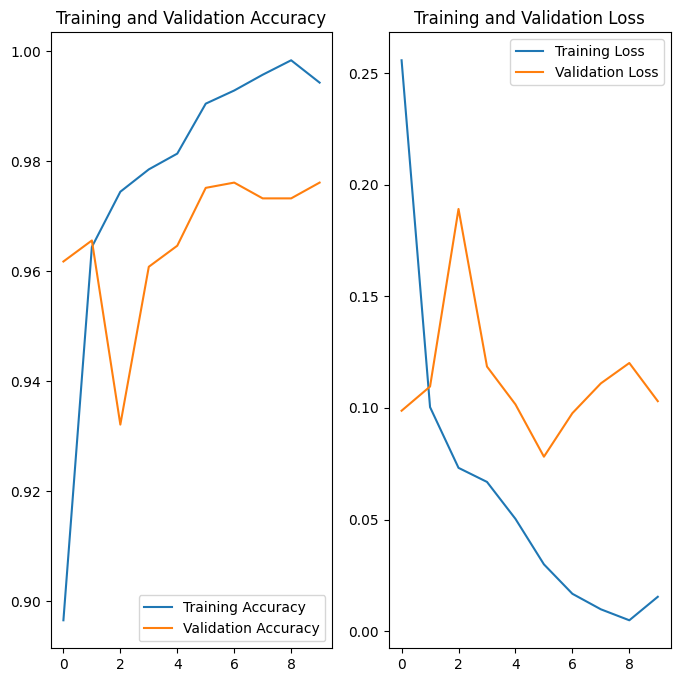 Training and Validation Accuracy
1.00
0.98
0.96
0.94
0.92
0.90
0 2 4 6 8
Training Accuracy
Validation Accuracy
Training and Validation Loss
0.25
0.20
0.15
0.10
0.05
0.00
0 2 4 6 8
Training Loss
Validation Loss